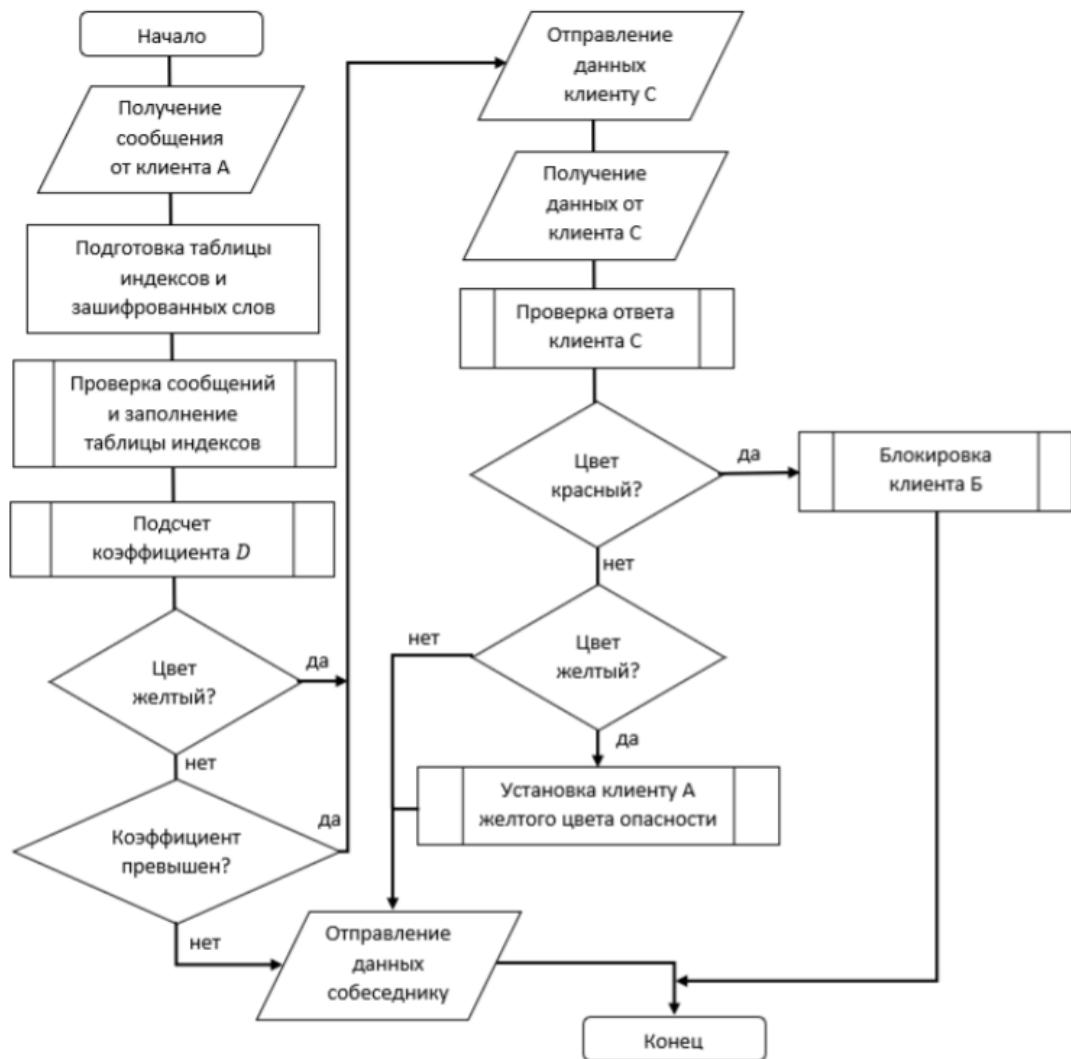 Начало
Получение
сообщения
от клиента А
Подготовка таблицы
индексов и
зашифрованных слов
Проверка сообщений
и заполнение
таблицы индексов
Подсчет
коэффициента D
Цвет
желтый?
да
нет
Коэффициент
превышен?
да
нет
Отправление
данных
клиенту С
Получение
данных от
клиента С
Проверка ответа
клиента С
Цвет
красный?
да
Блокировка
клиента Б
нет
Цвет
желтый?
нет
да
Установка клиенту А
желтого цвета опасности
Отправление
данных
собеседнику
Конец